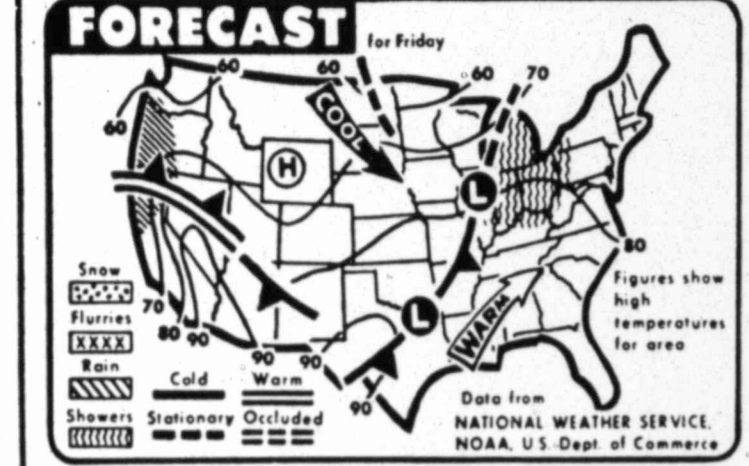 FORECAST
for Friday
60
60
60
70
60
COOL
H
L
80
Snow
Flurries
XXXX
Rain
Showers
70
80
90
90
90
90
L
WARM
Figures show
high
temperatures
for area
Cold
Warm
Stationary
Occluded
Data from
NATIONAL WEATHER SERVICE,
NOAA, U.S. Dept. of Commerce